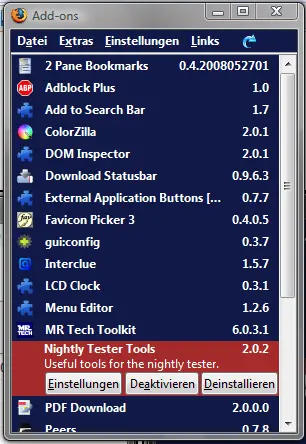 Add-ons
Datei Extras Einstellungen Links
2 Pane Bookmarks 0.4.2008052701
ABP Adblock Plus 1.0
Add to Search Bar 1.7
ColorZilla 2.0.1
DOM Inspector 2.0.1
Download Statusbar 0.9.6.3
External Application Buttons [... 0.7.7
fav Favicon Picker 3 0.4.0.5
gui:config 0.3.7
Interclue 1.5.7
LCD Clock 0.3.1
Menu Editor 1.2.6
MR TECH MR Tech Toolkit 6.0.3.1
Nightly Tester Tools 2.0.2
Useful tools for the nightly tester.
Einstellungen Deaktivieren Deinstallieren
PDF Download 2.0.0.0
Peers 0.7.8